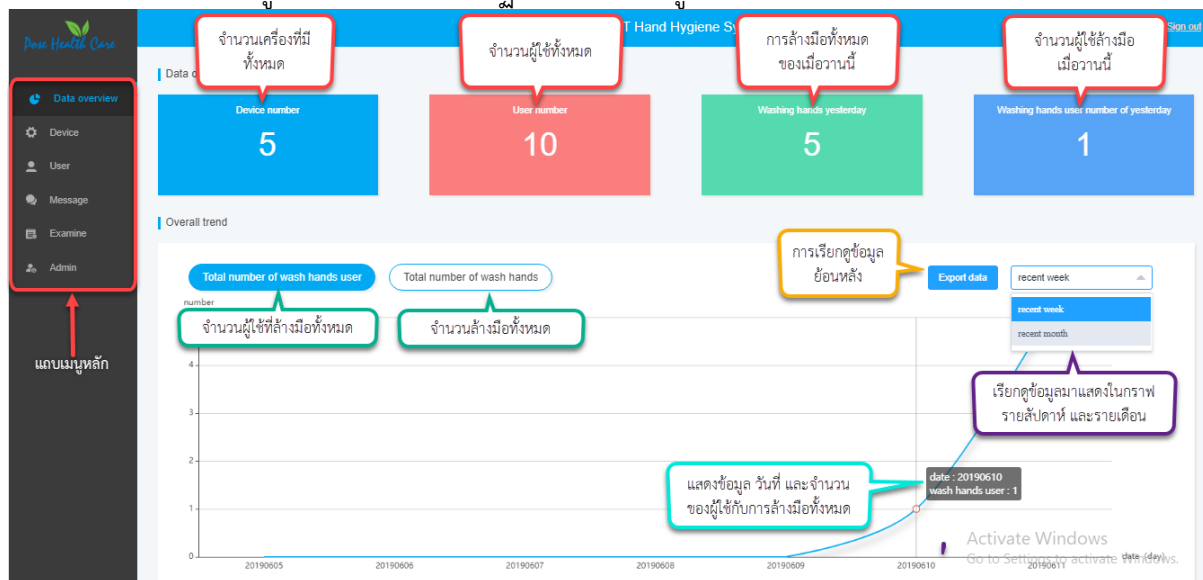 Dose Health Care
T Hand Hygiene Sy
Sign out
จำนวนเครื่องที่มี
ทั้งหมด
จำนวนผู้ใช้ทั้งหมด
การล้างมือทั้งหมด
ของเมื่อวานนี้
จำนวนผู้ใช้ล้างมือ
เมื่อวานนี้
Data o
Data overview
Device
User
Message
Examine
Admin
แถบเมนูหลัก
Device number
5
User number
10
Washing hands yesterday
5
Washing hands user number of yesterday
1
Overall trend
การเรียกดูข้อมูล
ย้อนหลัง
Total number of wash hands user
Total number of wash hands
Export data
recent week
recent week
recent month
number
จำนวนผู้ใช้ที่ล้างมือทั้งหมด
จำนวนล้างมือทั้งหมด
เรียกดูข้อมูลมาแสดงในกราฟ
รายสัปดาห์ และรายเดือน
4
3
2
1
0
แสดงข้อมูล วันที่ และจำนวน
ของผู้ใช้กับการล้างมือทั้งหมด
date : 20190610
wash hands user : 1
Activate Windows
Go to Settings to activate Windows.
date (day)
20190605
20190606
20190607
20190608
20190609
20190610
20190611